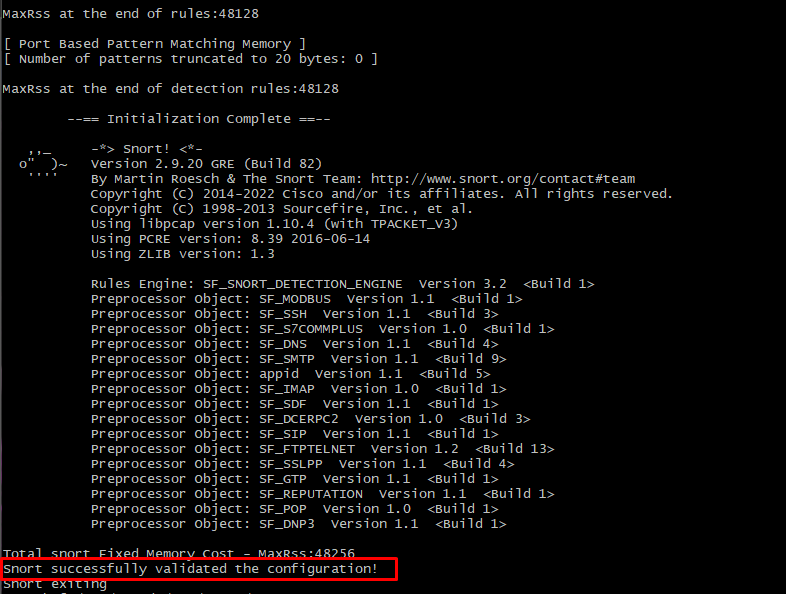 MaxRss at the end of rules:48128
[ Port Based Pattern Matching Memory ]
[ Number of patterns truncated to 20 bytes: 0 ]
MaxRss at the end of detection rules:48128
--== Initialization Complete ==--
,,_ -*> Snort! <*-
o" )~ Version 2.9.20 GRE (Build 82)
'''' By Martin Roesch & The Snort Team: http://www.snort.org/contact#team
Copyright (C) 2014-2022 Cisco and/or its affiliates. All rights reserved.
Copyright (C) 1998-2013 Sourcefire, Inc., et al.
Using libpcap version 1.10.4 (with TPACKET_V3)
Using PCRE version: 8.39 2016-06-14
Using ZLIB version: 1.3
Rules Engine: SF_SNORT_DETECTION_ENGINE Version 3.2 <Build 1>
Preprocessor Object: SF_MODBUS Version 1.1 <Build 1>
Preprocessor Object: SF_SSH Version 1.1 <Build 3>
Preprocessor Object: SF_S7COMMPLUS Version 1.0 <Build 1>
Preprocessor Object: SF_DNS Version 1.1 <Build 4>
Preprocessor Object: SF_SMTP Version 1.1 <Build 9>
Preprocessor Object: appid Version 1.1 <Build 5>
Preprocessor Object: SF_IMAP Version 1.0 <Build 1>
Preprocessor Object: SF_SDF Version 1.1 <Build 1>
Preprocessor Object: SF_DCERPC2 Version 1.0 <Build 3>
Preprocessor Object: SF_SIP Version 1.1 <Build 1>
Preprocessor Object: SF_FTPTELNET Version 1.2 <Build 13>
Preprocessor Object: SF_SSLPP Version 1.1 <Build 4>
Preprocessor Object: SF_GTP Version 1.1 <Build 1>
Preprocessor Object: SF_REPUTATION Version 1.1 <Build 1>
Preprocessor Object: SF_POP Version 1.0 <Build 1>
Preprocessor Object: SF_DNP3 Version 1.1 <Build 1>
Total snort Fixed Memory Cost - MaxRss:48256
Snort successfully validated the configuration!
Snort exiting